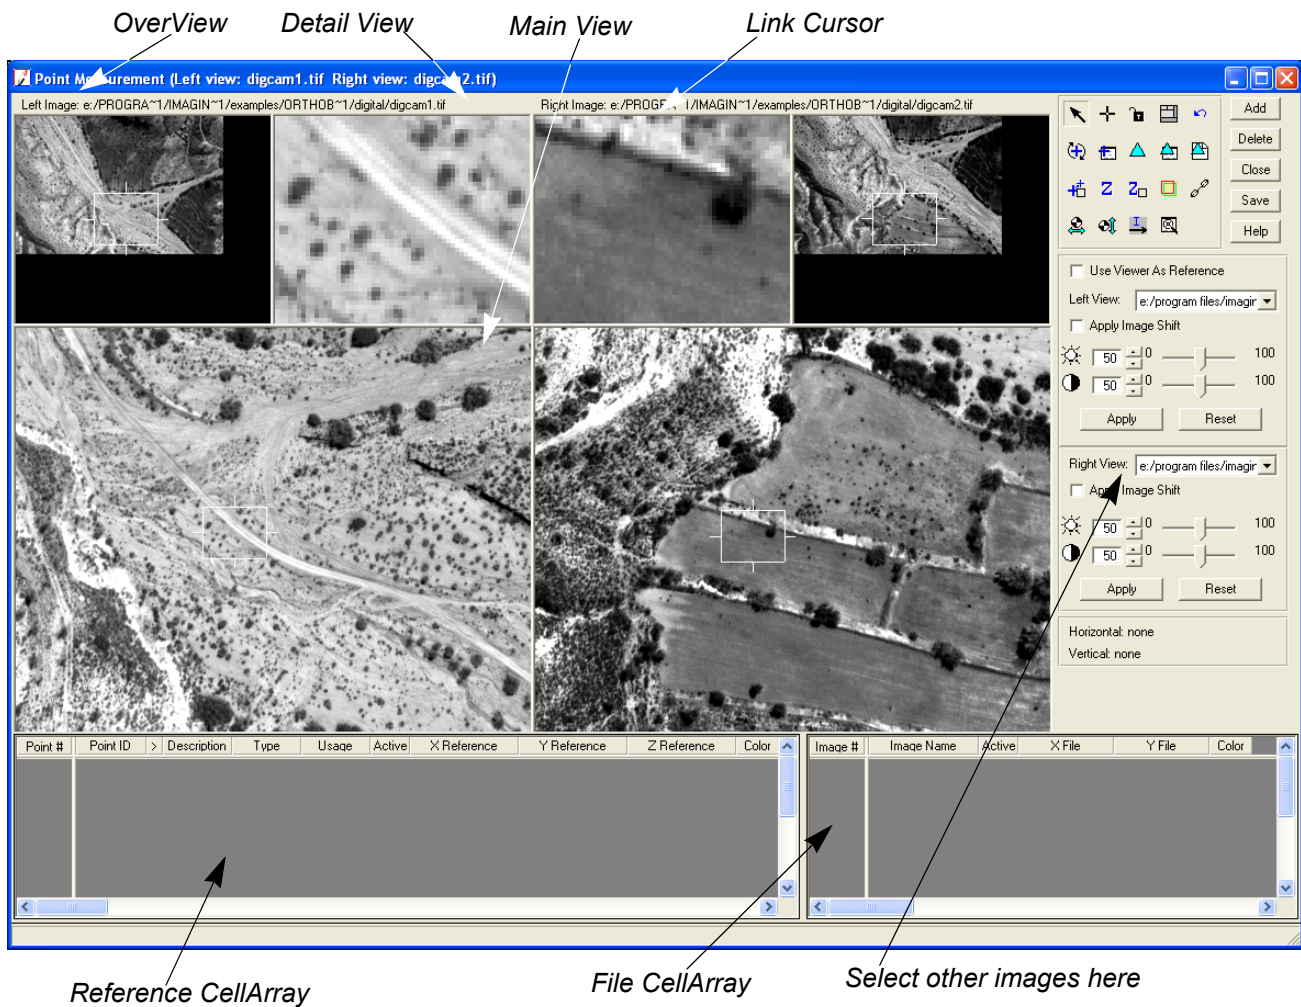 OverView Detail View Main View Link Cursor
Point Measurement (Left view: digcam1.tif Right view: digcam2.tif)
Left Image: e:/PROGRA~1/IMAGIN~1/examples/ORTHOB~1/digital/digcam1.tif
Right Image: e:/PROGRA~1/IMAGIN~1/examples/ORTHOB~1/digital/digcam2.tif
Add
Delete
Close
Save
Help
Z Z
I
Use Viewer As Reference
Left View: e:/program files/imagir
Apply Image Shift
50 0 100
50 0 100
Apply Reset
Right View: e:/program files/imagir
Apply Image Shift
50 0 100
50 0 100
Apply Reset
Horizontal: none
Vertical: none
Point # Point ID > Description Type Usage Active X Reference Y Reference Z Reference Color
Image # Image Name Active X File Y File Color
Reference CellArray File CellArray Select other images here